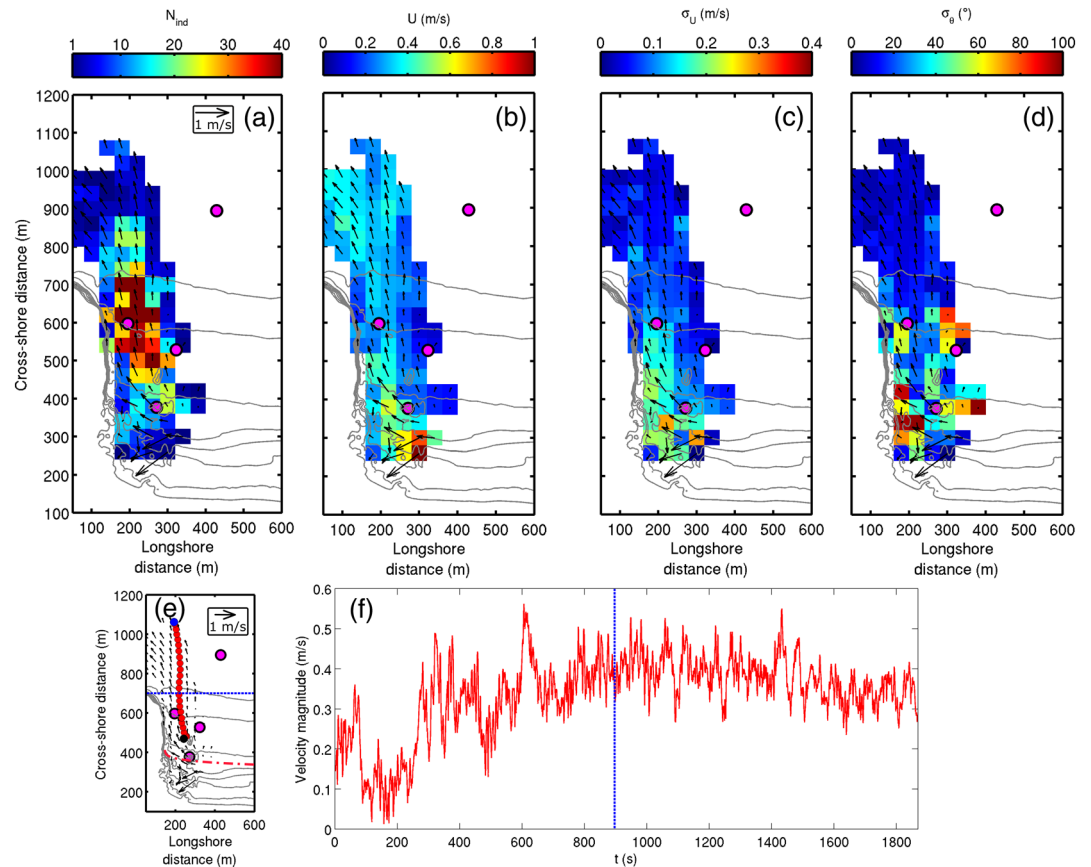 N_ind
U (m/s)
σ_U (m/s)
σ_θ (°)
1 10 20 30 40
0 0.2 0.4 0.6 0.8 1
0 0.1 0.2 0.3 0.4
0 20 40 60 80 100
1200
1100
1000
900
800
700
600
500
400
300
200
100
Cross-shore distance (m)
1 m/s
(a)
(b)
(c)
(d)
100 200 300 400 500 600
100 200 300 400 500 600
100 200 300 400 500 600
100 200 300 400 500 600
Longshore
distance (m)
Longshore
distance (m)
Longshore
distance (m)
Longshore
distance (m)
(e)
1 m/s
1200
1000
800
600
400
200
Cross-shore distance (m)
200 400 600
Longshore
distance (m)
(f)
0.6
0.5
0.4
0.3
0.2
0.1
0
Velocity magnitude (m/s)
0 200 400 600 800 1000 1200 1400 1600 1800
t (s)